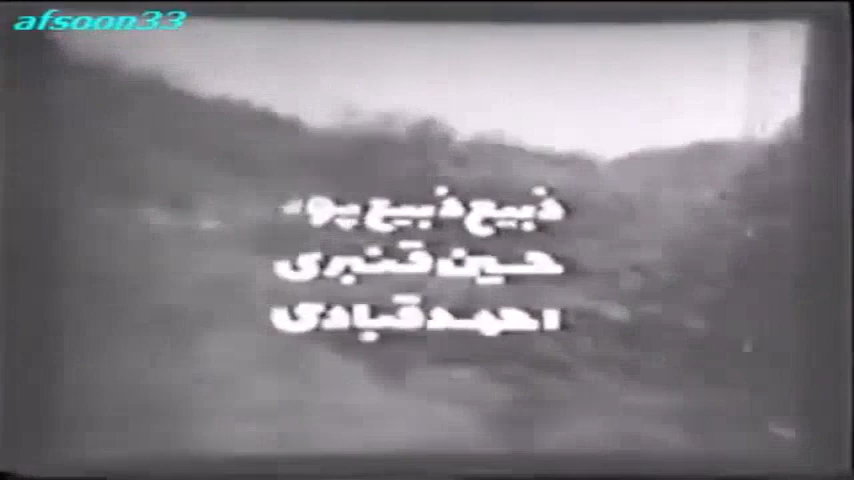 afsoon33
ذبیح ذبیح پور
حسین قنبری
احمد قبادی